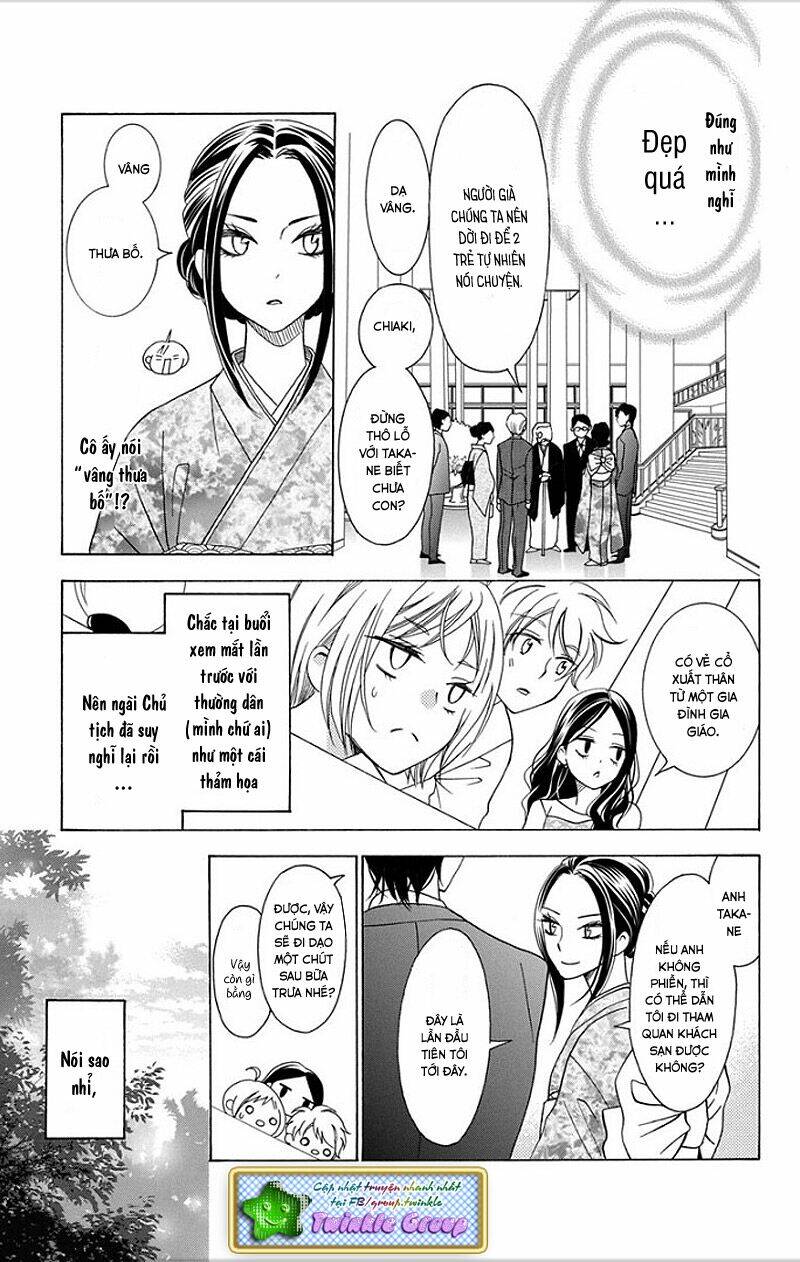 Đúng
như
mình
nghĩ
Đẹp
quá
...
NGƯỜI GIÀ
CHÚNG TA NÊN
DỜI ĐI ĐỂ 2
TRẺ TỰ NHIÊN
NÓI CHUYỆN.
DẠ
VÂNG.
CHIAKI,
ĐỪNG
THÔ LỖ
VỚI TAKA-
NE BIẾT
CHƯA
CON?
VÂNG
THƯA BỐ.
Cô ấy nói
"vâng thưa
bố"!?
CÓ VẺ CỔ
XUẤT THÂN
TỪ MỘT GIA
ĐÌNH GIA
GIÁO.
Chắc tại buổi
xem mắt lần
trước với
thường dân
(mình chứ ai)
như một cái
thảm họa
Nên ngài Chủ
tịch đã suy
nghĩ lại rồi
...
ANH
TAKA-
NE
NẾU ANH
KHÔNG
PHIỀN, THÌ
CÓ THỂ DẪN
TÔI ĐI THAM
QUAN KHÁCH
SẠN ĐƯỢC
KHÔNG?
ĐÂY LÀ
LẦN ĐẦU
TIÊN TÔI
TỚI ĐÂY.
ĐƯỢC, VẬY
CHÚNG TA
SẼ ĐI DẠO
MỘT CHÚT
SAU BỮA
TRƯA NHÉ?
Vậy
còn gì
bằng
Nói sao
nhỉ,
Cập nhật truyện nhanh nhất
tại FB/group.twinkle
Twinkle Group